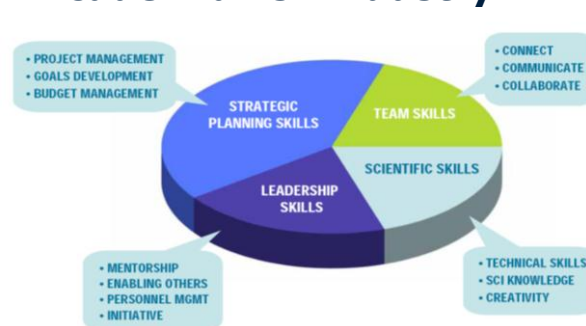 • PROJECT MANAGEMENT
• GOALS DEVELOPMENT
• BUDGET MANAGEMENT
• CONNECT
• COMMUNICATE
• COLLABORATE
STRATEGIC
PLANNING SKILLS
TEAM SKILLS
SCIENTIFIC SKILLS
LEADERSHIP
SKILLS
• MENTORSHIP
• ENABLING OTHERS
• PERSONNEL MGMT
• INITIATIVE
• TECHNICAL SKILLS
• SCI KNOWLEDGE
• CREATIVITY